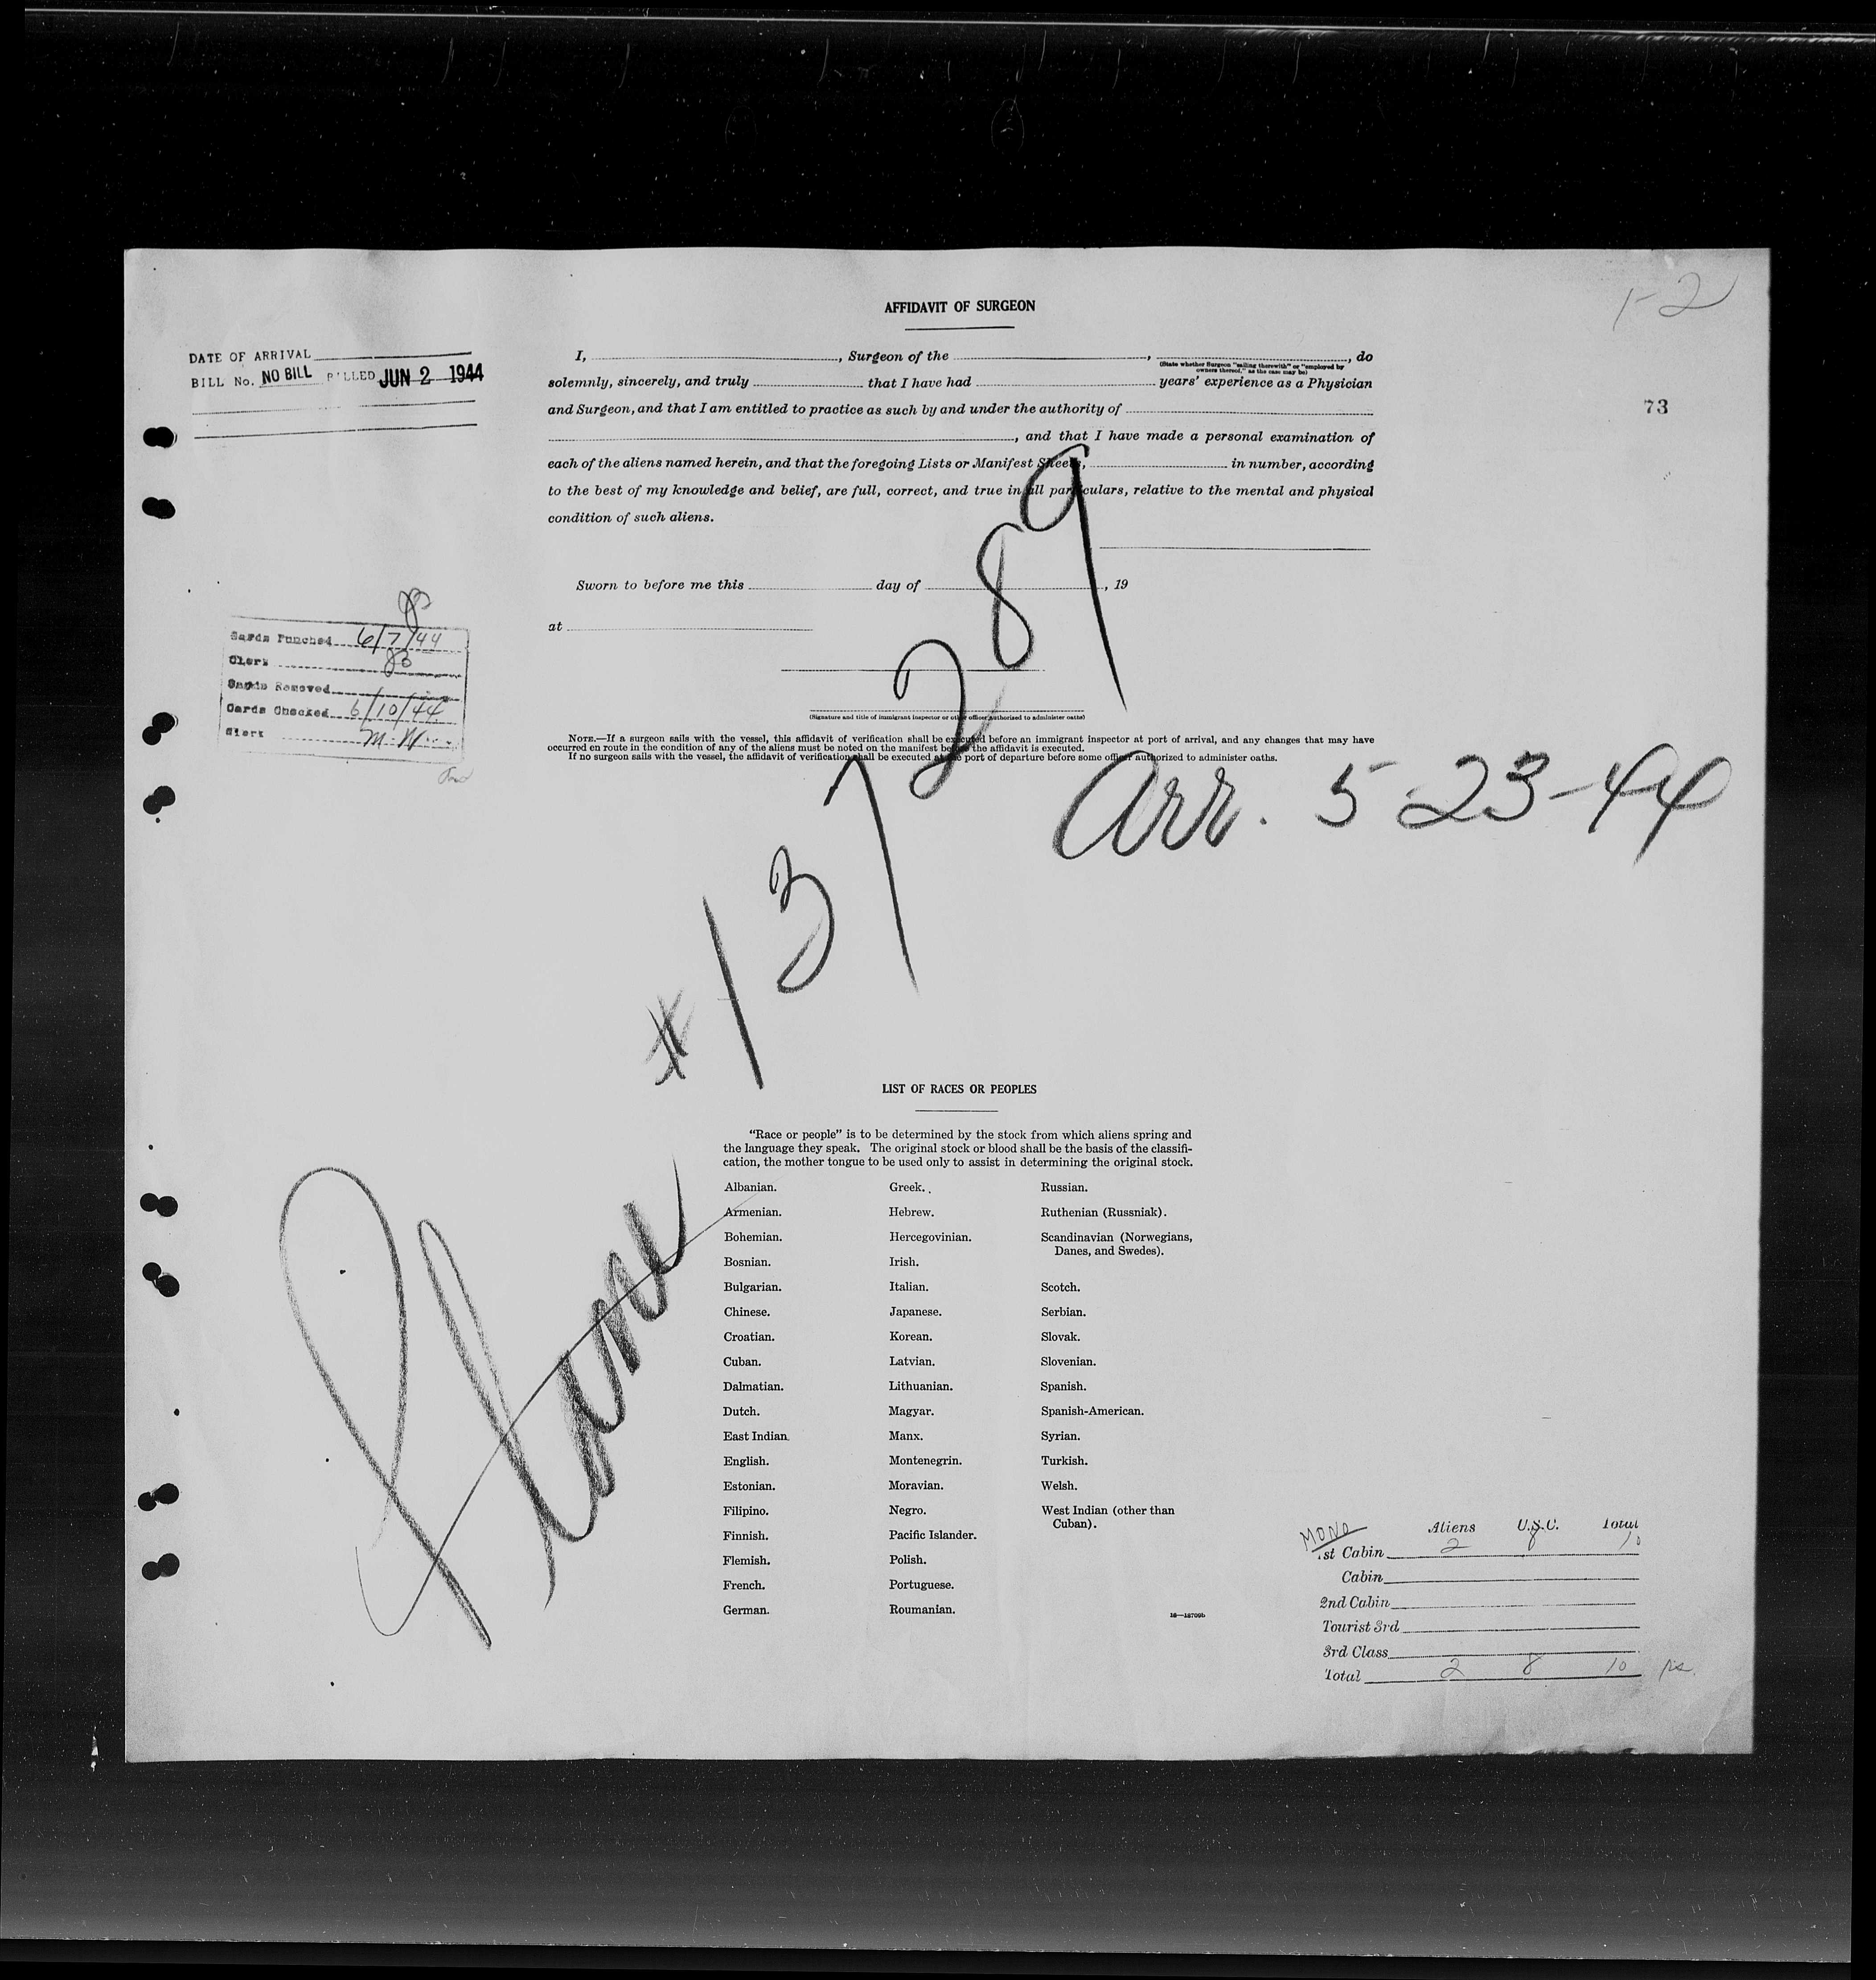 1-2
AFFIDAVIT OF SURGEON
DATE OF ARRIVAL
BILL No. NO BILL BILLED JUN 2 1944
I, , Surgeon of the , , do
(State whether Surgeon "sailing therewith" or "employed by
owners thereof," as the case may be)
solemnly, sincerely, and truly that I have had years' experience as a Physician
and Surgeon, and that I am entitled to practice as such by and under the authority of
73
, and that I have made a personal examination of
each of the aliens named herein, and that the foregoing Lists or Manifest Sheets, in number, according
to the best of my knowledge and belief, are full, correct, and true in all particulars, relative to the mental and physical
condition of such aliens.
Sworn to before me this day of , 19
at
Cards Punched 6/7/44
Clerk
Cards Removed
Cards Checked 6/10/44
Clerk M.W.
(Signature and title of immigrant inspector or other officer authorized to administer oaths)
NOTE.—If a surgeon sails with the vessel, this affidavit of verification shall be executed before an immigrant inspector at port of arrival, and any changes that may have
occurred en route in the condition of any of the aliens must be noted on the manifest before the affidavit is executed.
If no surgeon sails with the vessel, the affidavit of verification shall be executed at the port of departure before some officer authorized to administer oaths.
Arr. 5-23-44
Plane #137289
LIST OF RACES OR PEOPLES
"Race or people" is to be determined by the stock from which aliens spring and
the language they speak. The original stock or blood shall be the basis of the classifi-
cation, the mother tongue to be used only to assist in determining the original stock.
Albanian.
Armenian.
Bohemian.
Bosnian.
Bulgarian.
Chinese.
Croatian.
Cuban.
Dalmatian.
Dutch.
East Indian.
English.
Estonian.
Filipino.
Finnish.
Flemish.
French.
German.
Greek.
Hebrew.
Hercegovinian.
Irish.
Italian.
Japanese.
Korean.
Latvian.
Lithuanian.
Magyar.
Manx.
Montenegrin.
Moravian.
Negro.
Pacific Islander.
Polish.
Portuguese.
Roumanian.
Russian.
Ruthenian (Russniak).
Scandinavian (Norwegians,
Danes, and Swedes).
Scotch.
Serbian.
Slovak.
Slovenian.
Spanish.
Spanish-American.
Syrian.
Turkish.
Welsh.
West Indian (other than
Cuban).
16—18709b
MONO
Aliens U.S.C. Total
1st Cabin 2 8 10
Cabin
2nd Cabin
Tourist 3rd
3rd Class
Total 2 8 10